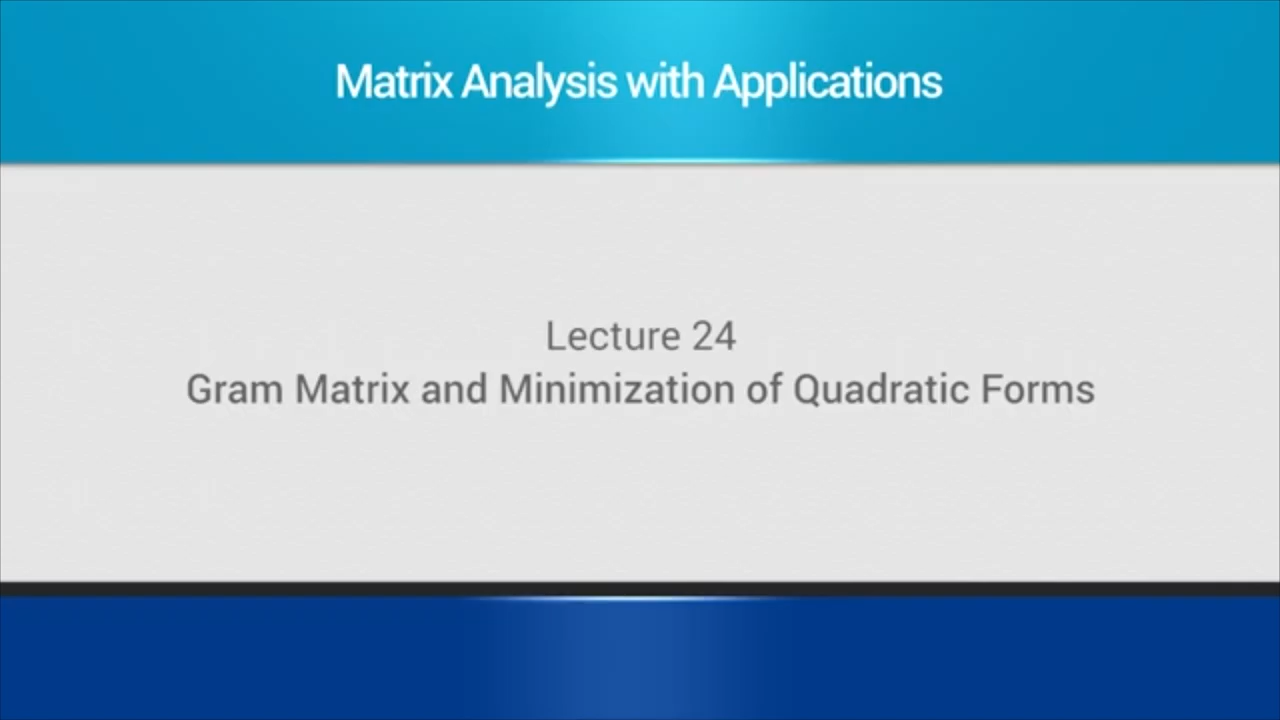 Matrix Analysis with Applications
Lecture 24
Gram Matrix and Minimization of Quadratic Forms